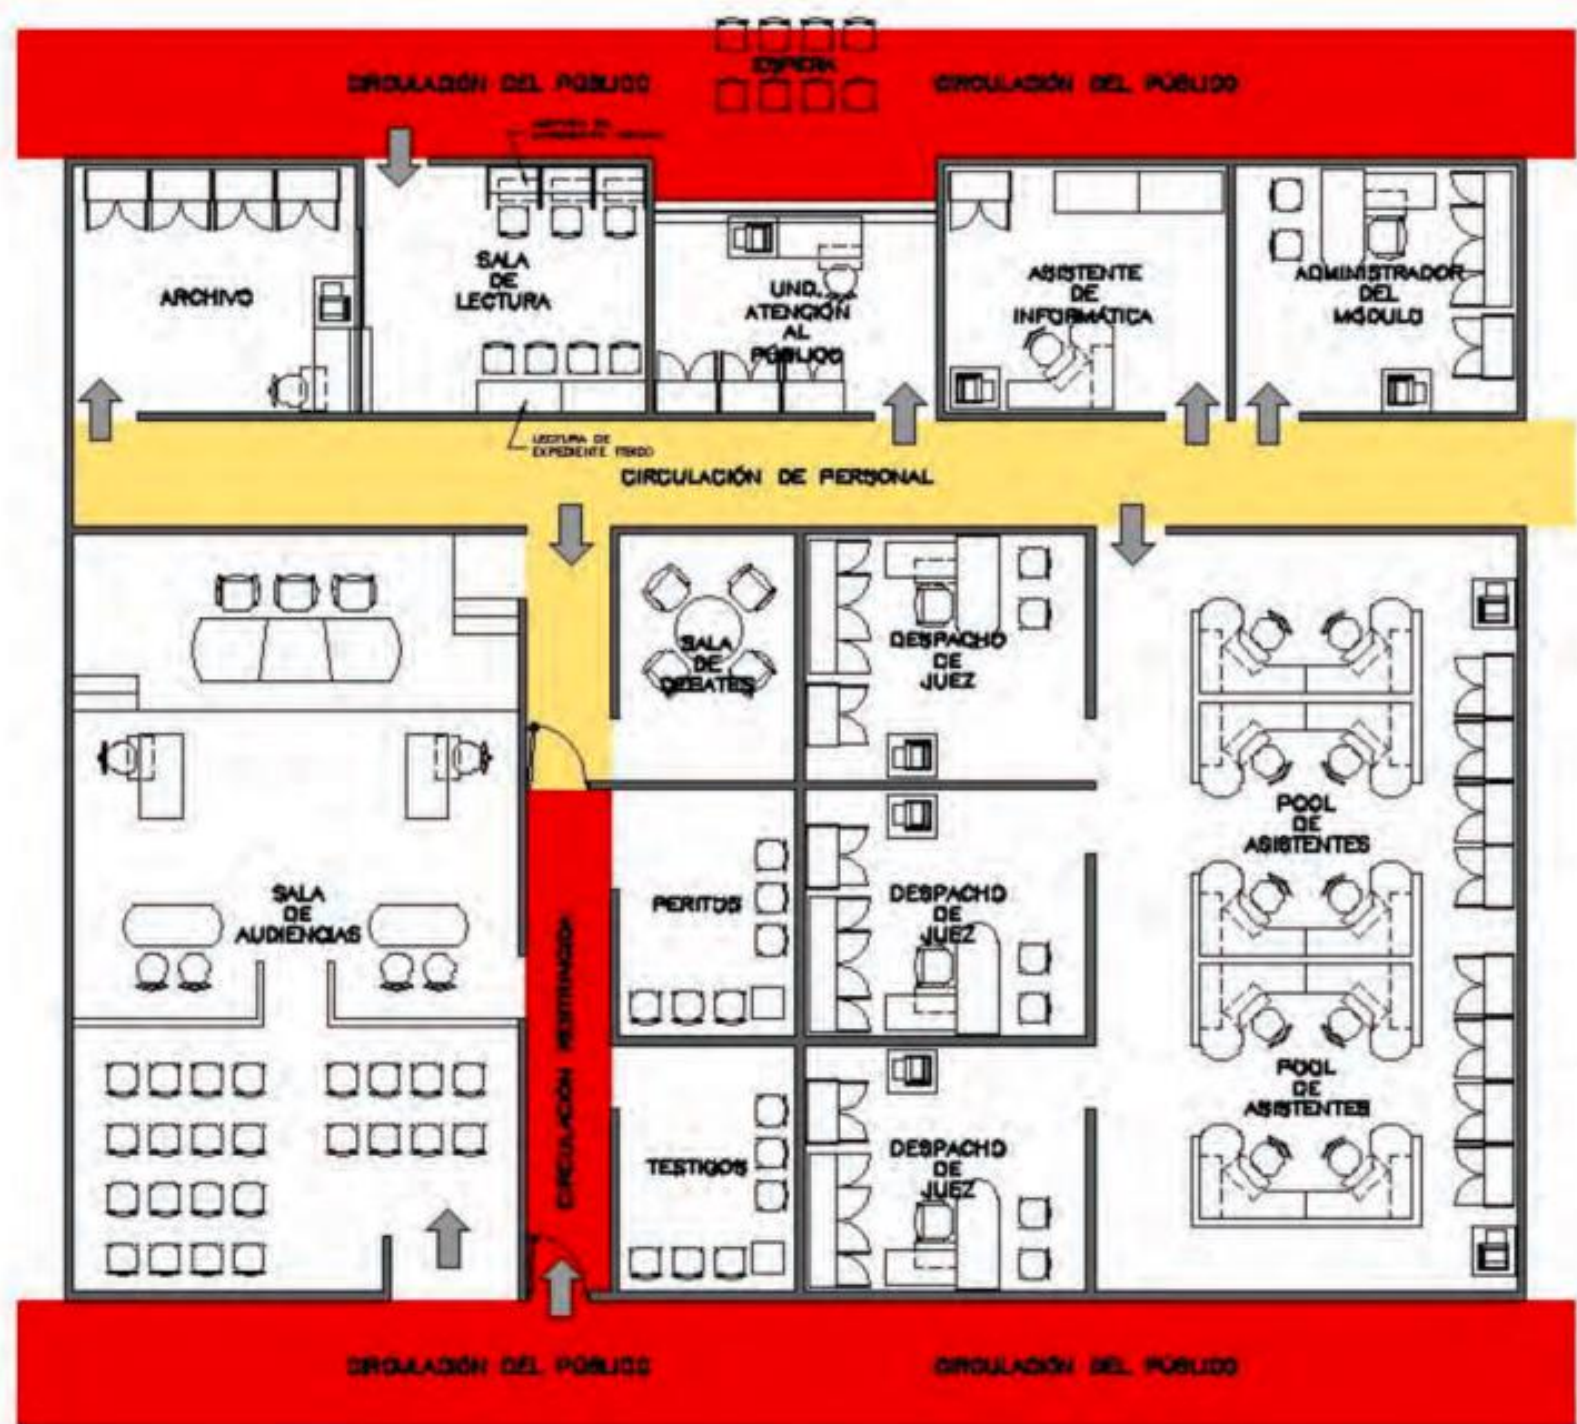 CIRCULACIÓN DEL PÚBLICO
ESPERA
CIRCULACIÓN DEL PÚBLICO
ARCHIVO
SALA
DE
LECTURA
UND.
ATENCIÓN
AL
PÚBLICO
ASISTENTE
DE
INFORMÁTICA
ADMINISTRADOR
DEL
MÓDULO
LECTURA DE
EXPEDIENTE
CIRCULACIÓN DE PERSONAL
SALA
DE
DEBATES
DESPACHO
DE
JUEZ
POOL
DE
ASISTENTES
SALA
DE
AUDIENCIAS
PERITOS
DESPACHO
DE
JUEZ
CIRCULACIÓN RESTRINGIDA
POOL
DE
ASISTENTES
TESTIGOS
DESPACHO
DE
JUEZ
CIRCULACIÓN DEL PÚBLICO
CIRCULACIÓN DEL PÚBLICO